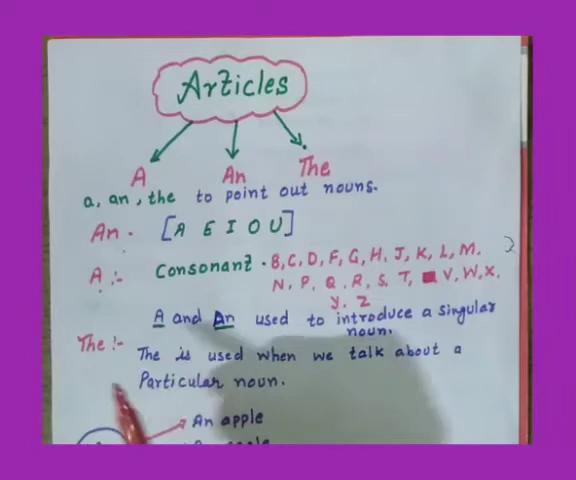 Articles
A An The
a, an, the to point out nouns.
An - [A E I O U]
A :- Consonant - B, C, D, F, G, H, J, K, L, M.
N, P, Q, R, S, T, V, W, X,
Y, Z
A and An used to introduce a singular
noun.
The :-
The is used when we talk about a
Particular noun.
An apple